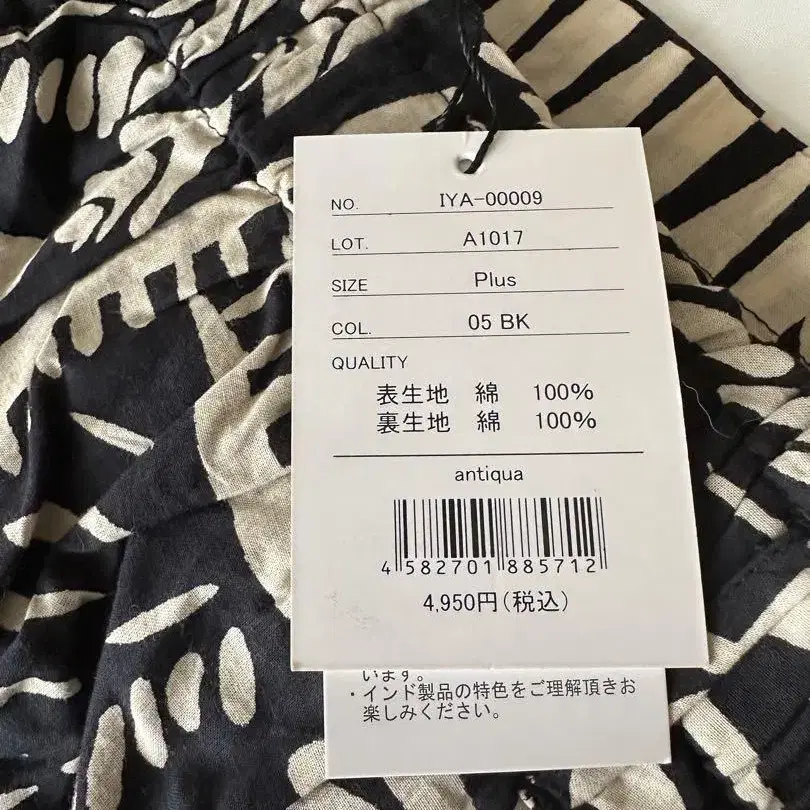 NO. IYA-00009
LOT. A1017
SIZE Plus
COL. 05 BK
QUALITY
表生地 綿 100%
裏生地 綿 100%
antiqua
4 582701 885712
4,950円(税込)
います。
・インド製品の特色をご理解頂きお
楽しみください。